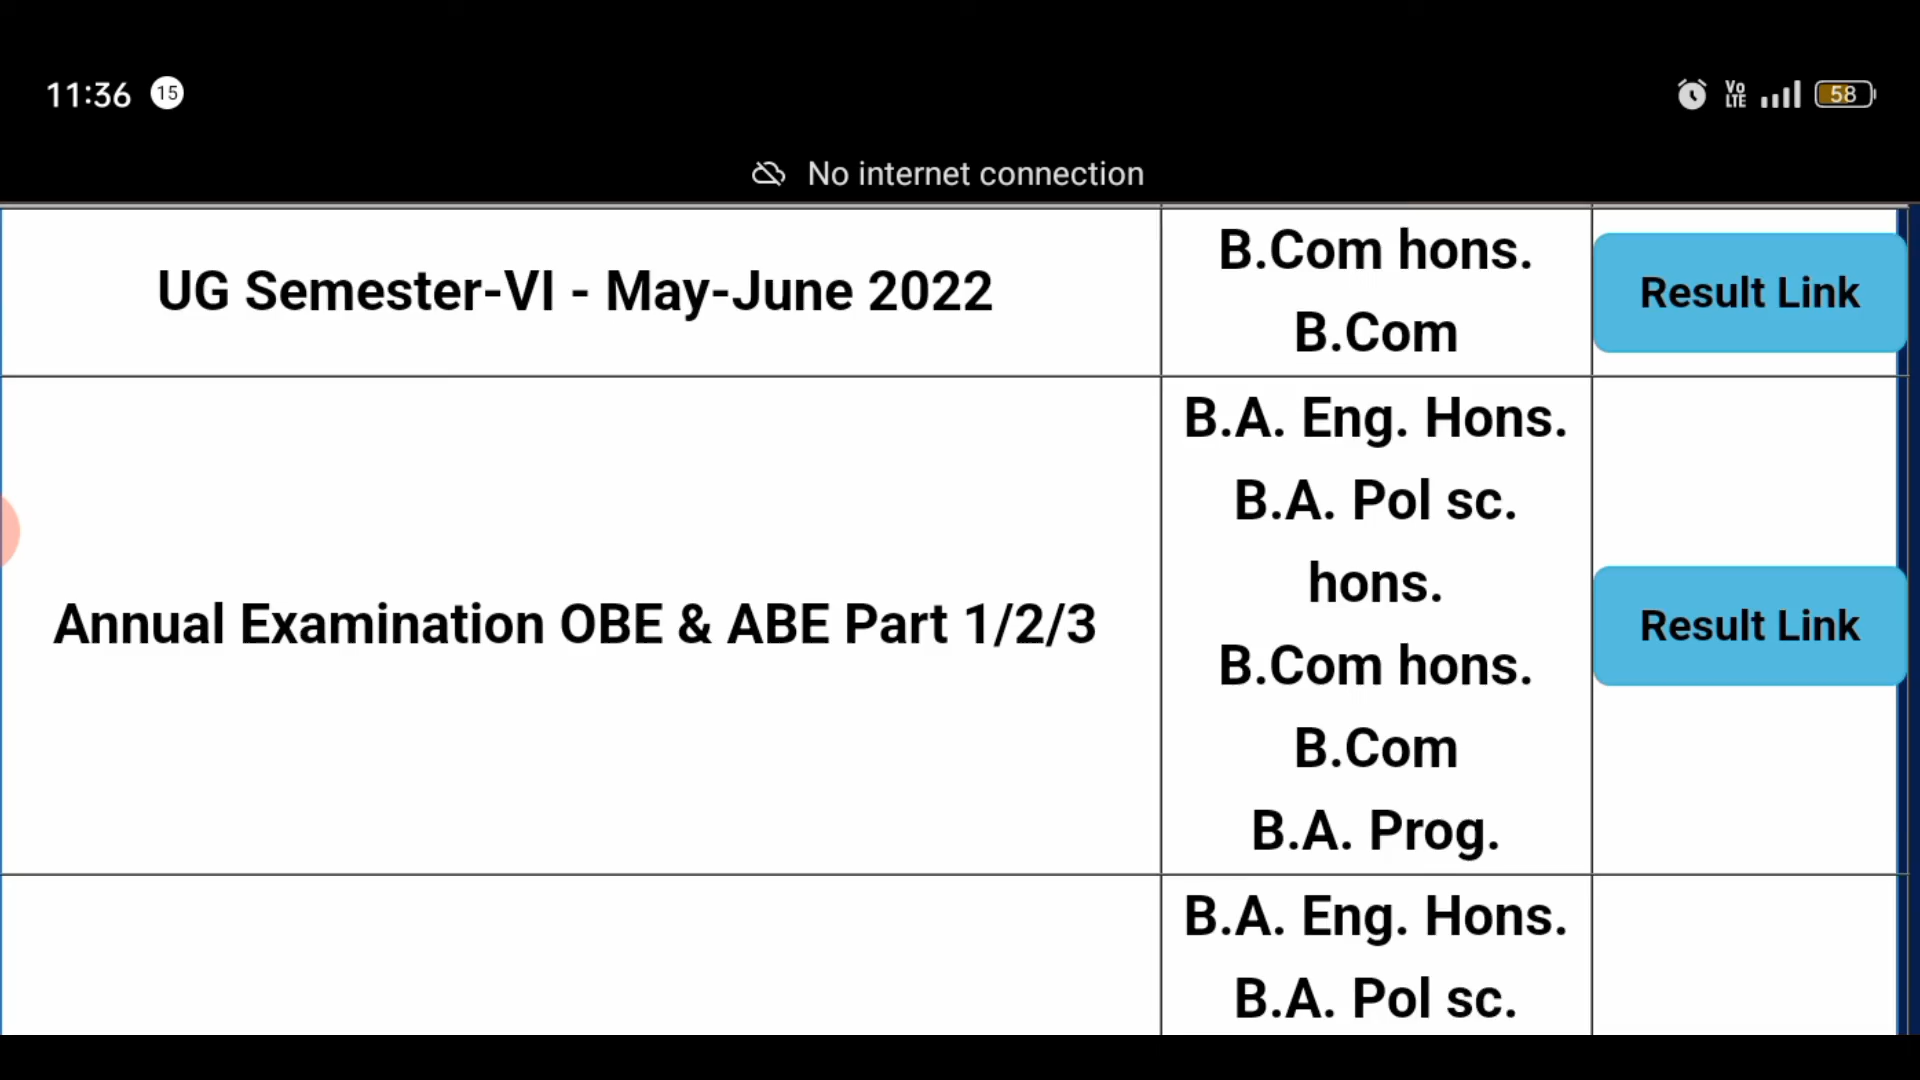 11:36 15
Vo LTE 58
No internet connection
UG Semester-VI - May-June 2022
B.Com hons.
B.Com
Result Link
Annual Examination OBE & ABE Part 1/2/3
B.A. Eng. Hons.
B.A. Pol sc.
hons.
B.Com hons.
B.Com
B.A. Prog.
Result Link
B.A. Eng. Hons.
B.A. Pol sc.